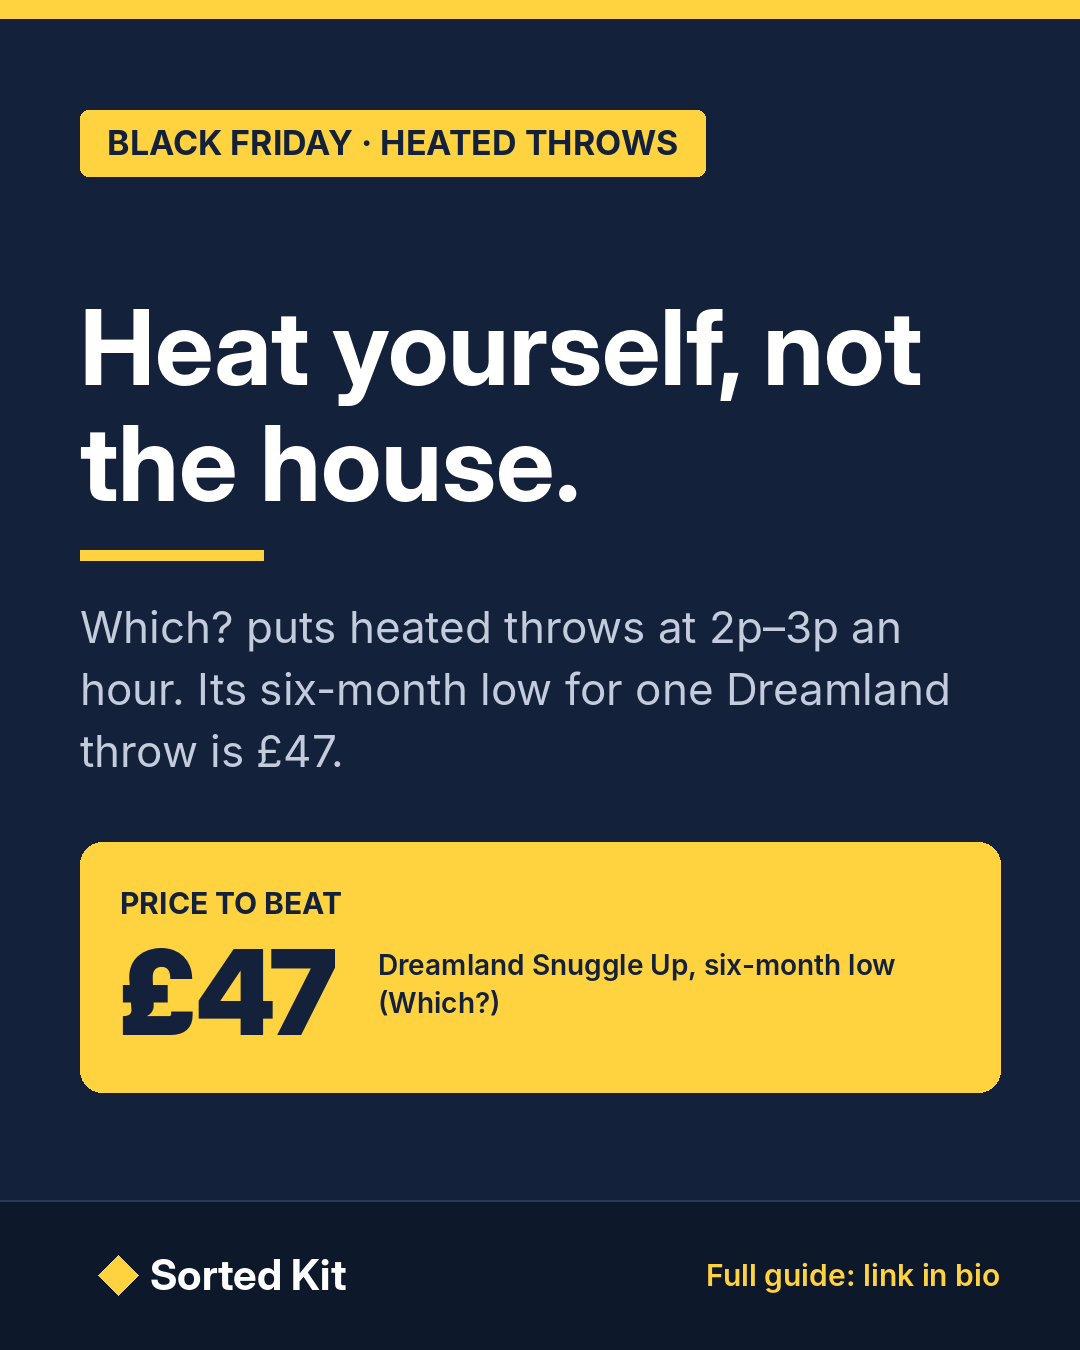 BLACK FRIDAY · HEATED THROWS
Heat yourself, not
the house.
Which? puts heated throws at 2p–3p an
hour. Its six-month low for one Dreamland
throw is £47.
PRICE TO BEAT
£47
Dreamland Snuggle Up, six-month low
(Which?)
Sorted Kit
Full guide: link in bio